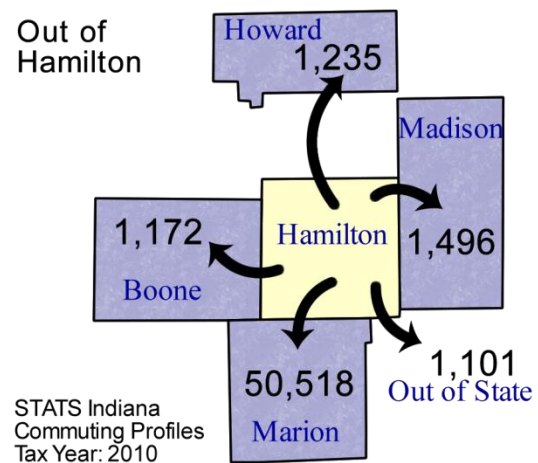 Out of
Hamilton
Howard
1,235
Madison
1,496
Hamilton
1,172
Boone
50,518
Marion
1,101
Out of State
STATS Indiana
Commuting Profiles
Tax Year: 2010